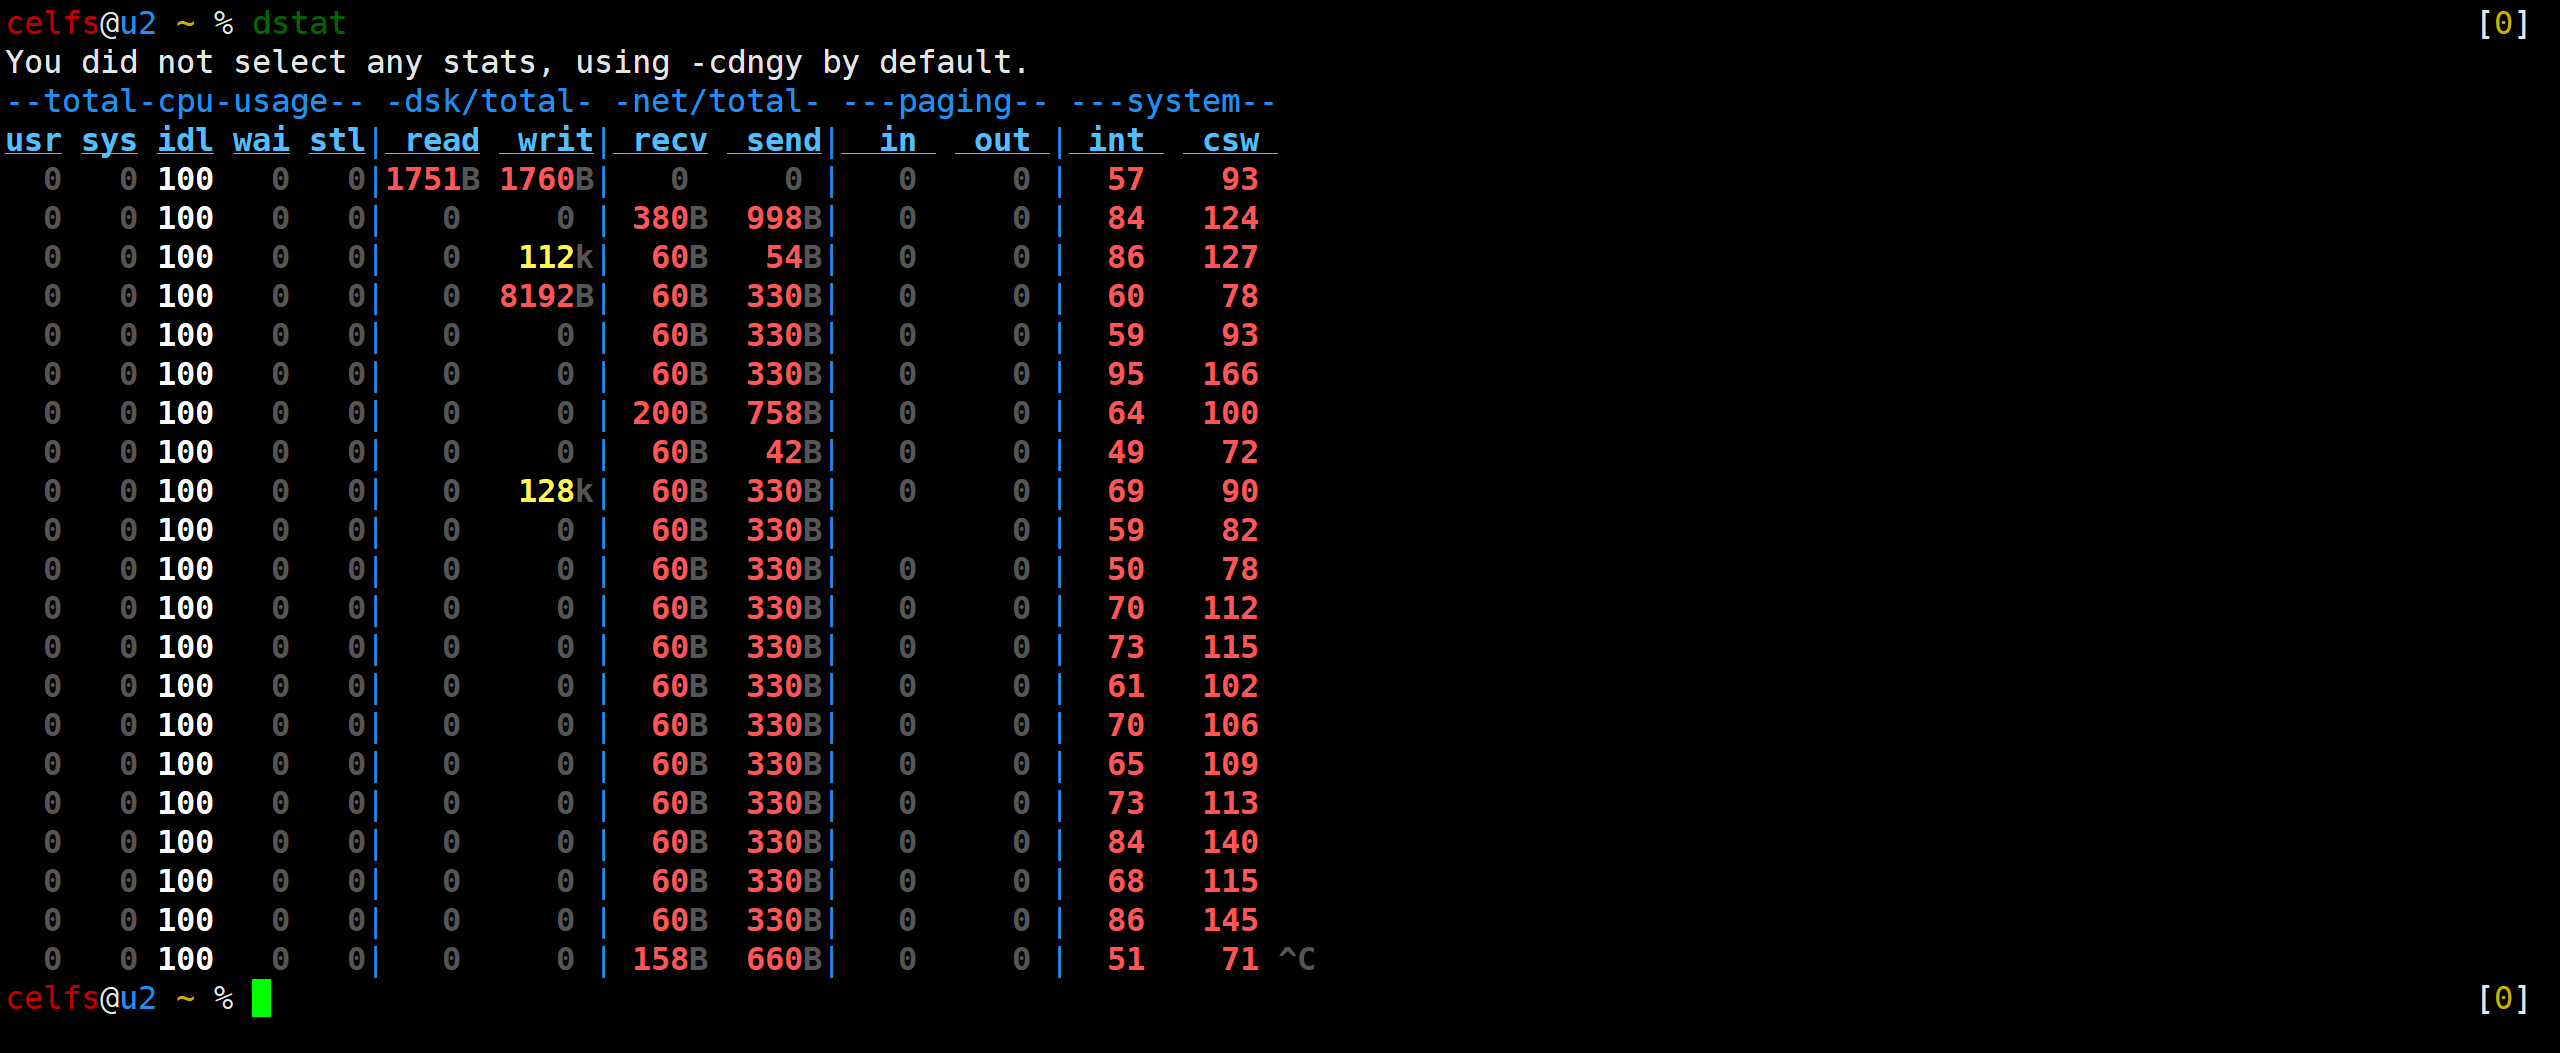 celfs@u2 ~ % dstat                                                                                                                [0]
You did not select any stats, using -cdngy by default.
--total-cpu-usage-- -dsk/total- -net/total- ---paging-- ---system--
usr sys idl wai stl| read  writ| recv  send|  in   out | int   csw
  0   0 100   0   0|1751B 1760B|   0     0 |   0     0 |  57    93
  0   0 100   0   0|   0     0 | 380B  998B|   0     0 |  84   124
  0   0 100   0   0|   0   112k|  60B   54B|   0     0 |  86   127
  0   0 100   0   0|   0  8192B|  60B  330B|   0     0 |  60    78
  0   0 100   0   0|   0     0 |  60B  330B|   0     0 |  59    93
  0   0 100   0   0|   0     0 |  60B  330B|   0     0 |  95   166
  0   0 100   0   0|   0     0 | 200B  758B|   0     0 |  64   100
  0   0 100   0   0|   0     0 |  60B   42B|   0     0 |  49    72
  0   0 100   0   0|   0   128k|  60B  330B|   0     0 |  69    90
  0   0 100   0   0|   0     0 |  60B  330B|         0 |  59    82
  0   0 100   0   0|   0     0 |  60B  330B|   0     0 |  50    78
  0   0 100   0   0|   0     0 |  60B  330B|   0     0 |  70   112
  0   0 100   0   0|   0     0 |  60B  330B|   0     0 |  73   115
  0   0 100   0   0|   0     0 |  60B  330B|   0     0 |  61   102
  0   0 100   0   0|   0     0 |  60B  330B|   0     0 |  70   106
  0   0 100   0   0|   0     0 |  60B  330B|   0     0 |  65   109
  0   0 100   0   0|   0     0 |  60B  330B|   0     0 |  73   113
  0   0 100   0   0|   0     0 |  60B  330B|   0     0 |  84   140
  0   0 100   0   0|   0     0 |  60B  330B|   0     0 |  68   115
  0   0 100   0   0|   0     0 |  60B  330B|   0     0 |  86   145
  0   0 100   0   0|   0     0 | 158B  660B|   0     0 |  51    71 ^C
celfs@u2 ~ %                                                                                                                      [0]